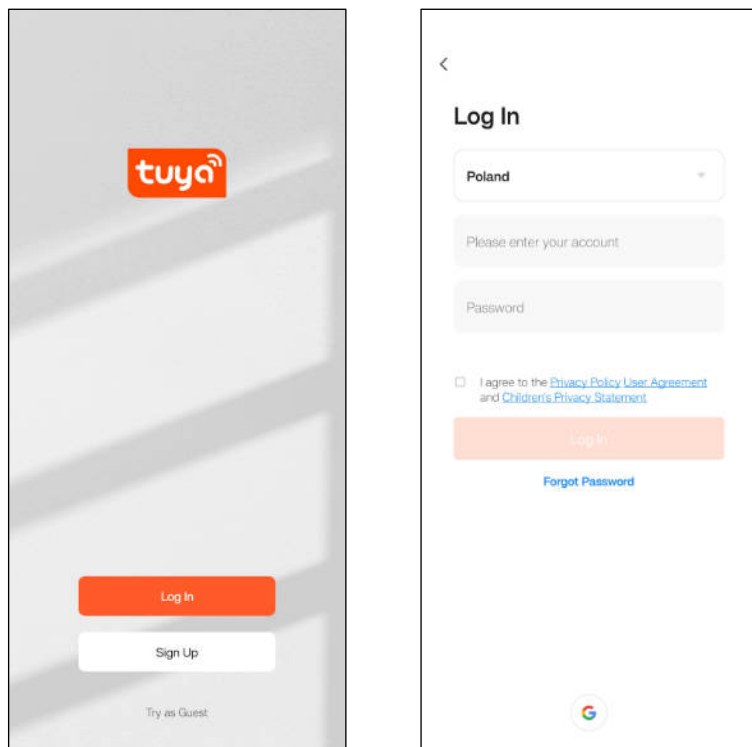 tuya
Log In
Sign Up
Try as Guest
Log In
Poland
Please enter your account
Password
I agree to the Privacy Policy User Agreement
and Children's Privacy Statement
Log In
Forgot Password
G